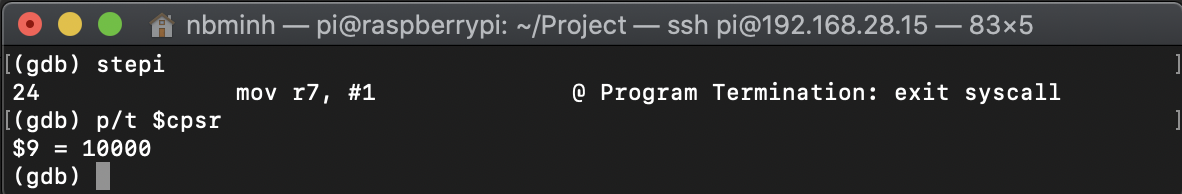 nbminh — pi@raspberrypi: ~/Project — ssh pi@192.168.28.15 — 83×5
[(gdb) stepi ]
24 mov r7, #1 @ Program Termination: exit syscall
[(gdb) p/t $cpsr ]
$9 = 10000
(gdb)